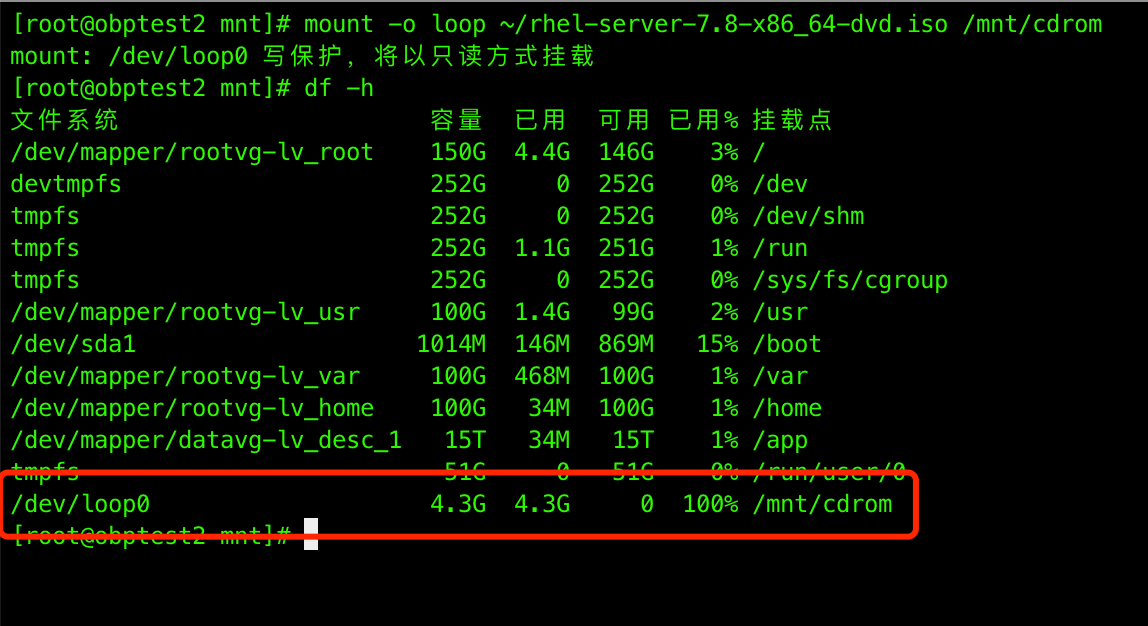 [root@obptest2 mnt]# mount -o loop ~/rhel-server-7.8-x86_64-dvd.iso /mnt/cdrom
mount: /dev/loop0 写保护，将以只读方式挂载
[root@obptest2 mnt]# df -h
文件系统 容量 已用 可用 已用% 挂载点
/dev/mapper/rootvg-lv_root 150G 4.4G 146G 3% /
devtmpfs 252G 0 252G 0% /dev
tmpfs 252G 0 252G 0% /dev/shm
tmpfs 252G 1.1G 251G 1% /run
tmpfs 252G 0 252G 0% /sys/fs/cgroup
/dev/mapper/rootvg-lv_usr 100G 1.4G 99G 2% /usr
/dev/sda1 1014M 146M 869M 15% /boot
/dev/mapper/rootvg-lv_var 100G 468M 100G 1% /var
/dev/mapper/rootvg-lv_home 100G 34M 100G 1% /home
/dev/mapper/datavg-lv_desc_1 15T 34M 15T 1% /app
tmpfs 51G 0 51G 0% /run/user/0
/dev/loop0 4.3G 4.3G 0 100% /mnt/cdrom
[root@obptest2 mnt]#